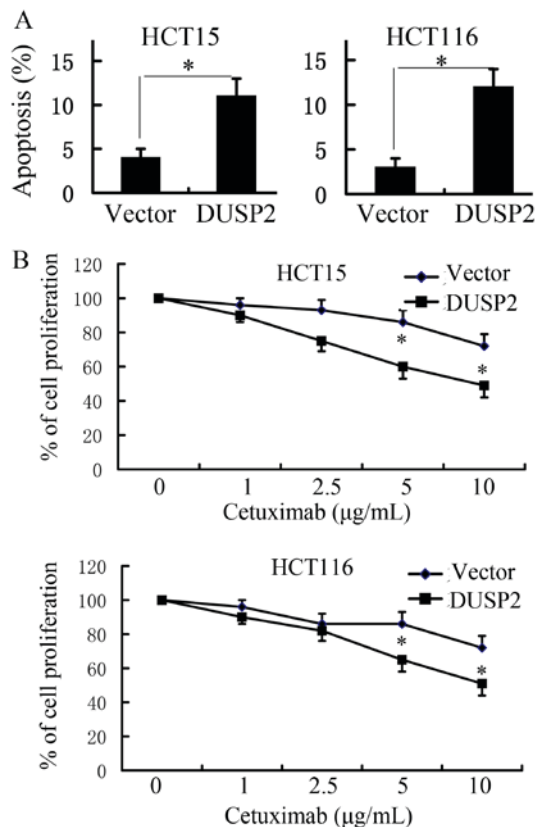 A
HCT15
HCT116
Apoptosis (%)
15
10
5
0
*
Vector DUSP2
15
10
5
0
*
Vector DUSP2
B
HCT15
Vector
DUSP2
% of cell proliferation
120
100
80
60
40
20
0
*
*
0 1 2.5 5 10
Cetuximab (μg/mL)
HCT116
Vector
DUSP2
% of cell proliferation
120
100
80
60
40
20
0
*
*
0 1 2.5 5 10
Cetuximab (μg/mL)